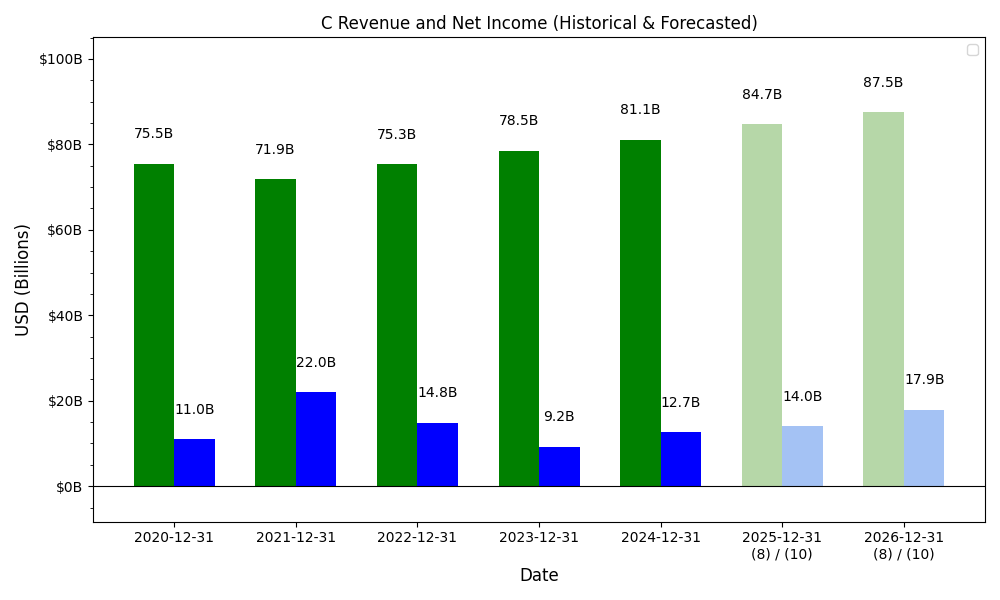 C Revenue and Net Income (Historical & Forecasted)
USD (Billions)
$100B
$80B
$60B
$40B
$20B
$0B
75.5B
11.0B
71.9B
22.0B
75.3B
14.8B
78.5B
9.2B
81.1B
12.7B
84.7B
14.0B
87.5B
17.9B
2020-12-31
2021-12-31
2022-12-31
2023-12-31
2024-12-31
2025-12-31
(8) / (10)
2026-12-31
(8) / (10)
Date